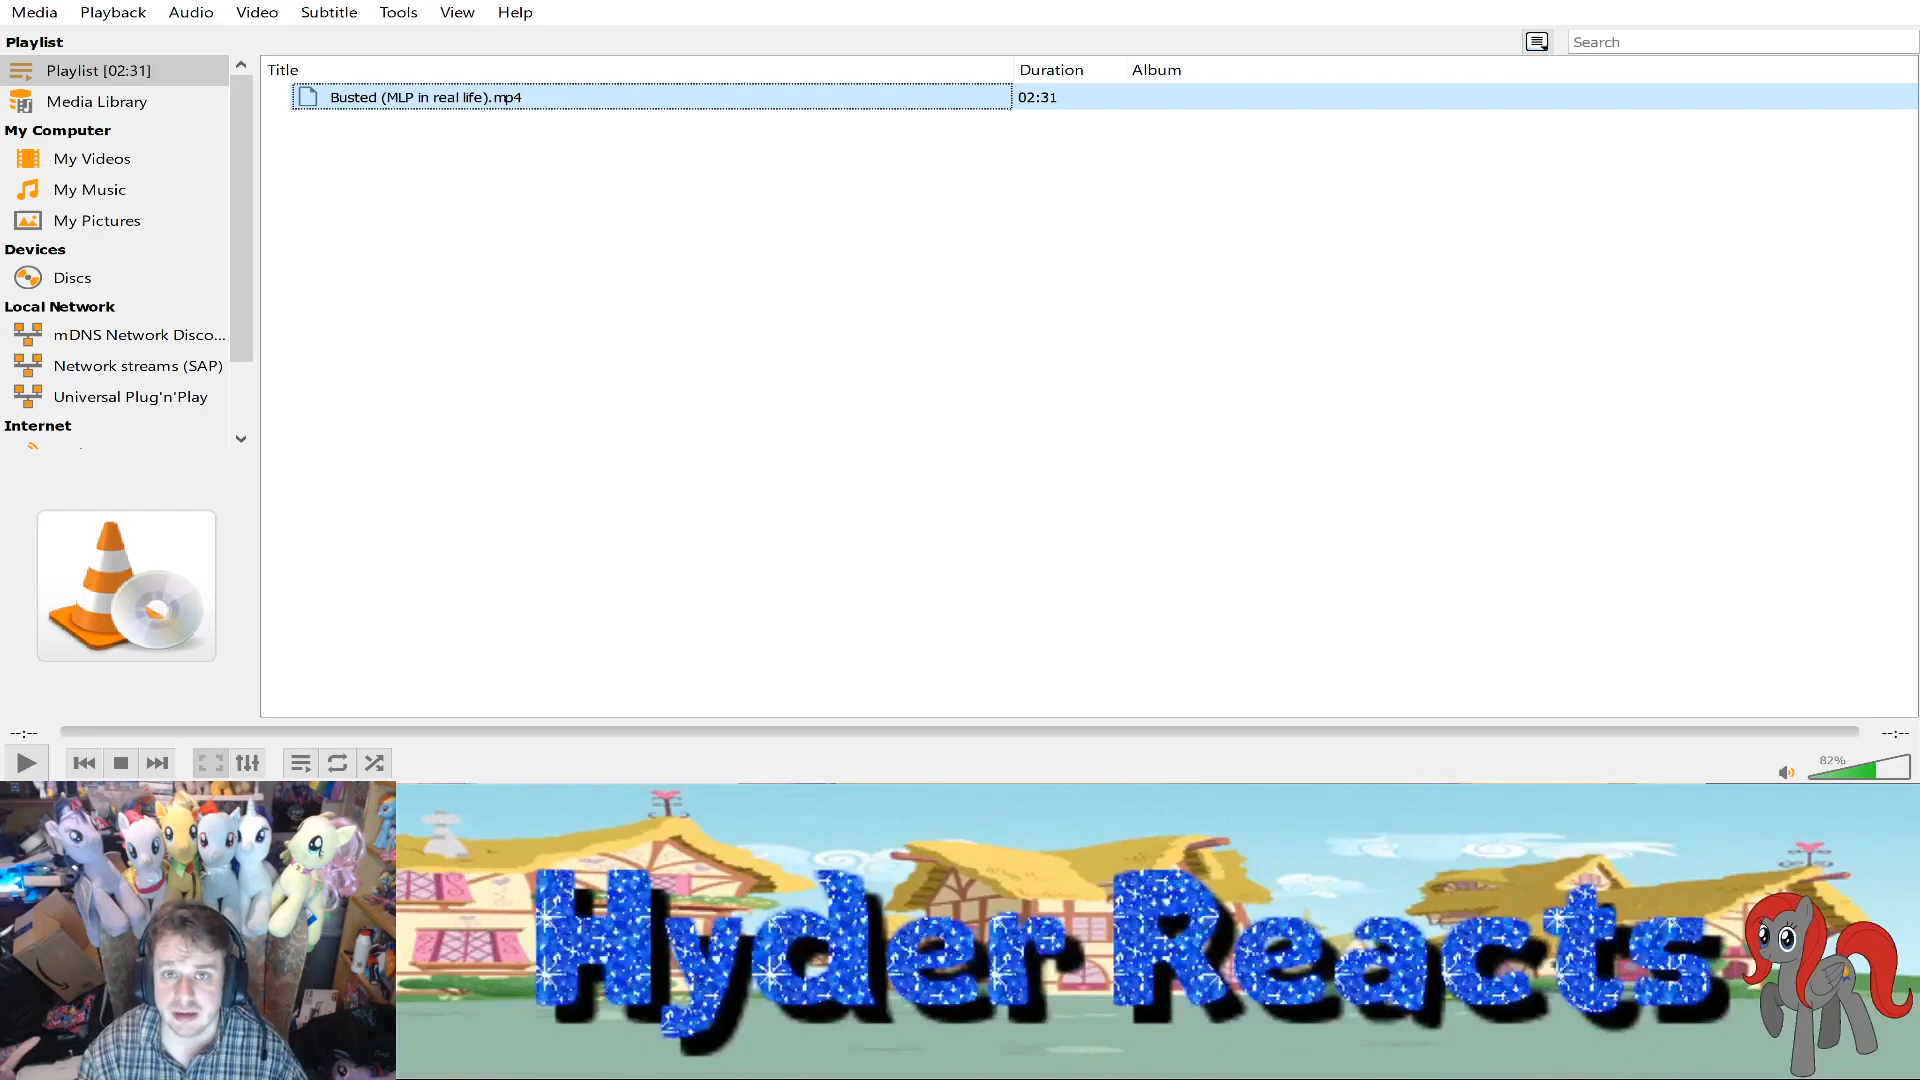 Media Playback Audio Video Subtitle Tools View Help
Playlist
Search
Playlist [02:31]
Title Duration Album
Busted (MLP in real life).mp4 02:31
Media Library
My Computer
My Videos
My Music
My Pictures
Devices
Discs
Local Network
mDNS Network Disco...
Network streams (SAP)
Universal Plug'n'Play
Internet
--:-- --:--
82%
Hyder Reacts